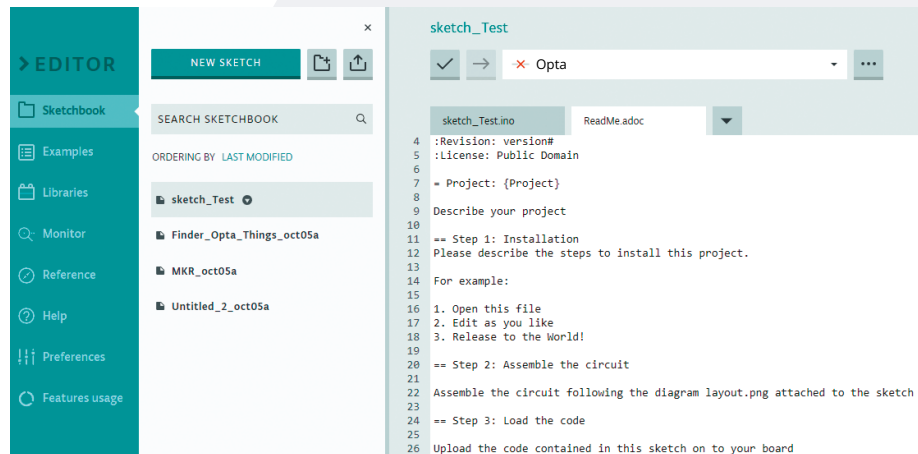 EDITOR
Sketchbook
Examples
Libraries
Monitor
Reference
Help
Preferences
Features usage
×
NEW SKETCH
SEARCH SKETCHBOOK
ORDERING BY LAST MODIFIED
sketch_Test
Finder_Opta_Things_oct05a
MKR_oct05a
Untitled_2_oct05a
sketch_Test
Opta
sketch_Test.ino ReadMe.adoc
4 :Revision: version#
5 :License: Public Domain
6
7 = Project: {Project}
8
9 Describe your project
10
11 == Step 1: Installation
12 Please describe the steps to install this project.
13
14 For example:
15
16 1. Open this file
17 2. Edit as you like
18 3. Release to the World!
19
20 == Step 2: Assemble the circuit
21
22 Assemble the circuit following the diagram layout.png attached to the sketch
23
24 == Step 3: Load the code
25
26 Upload the code contained in this sketch on to your board